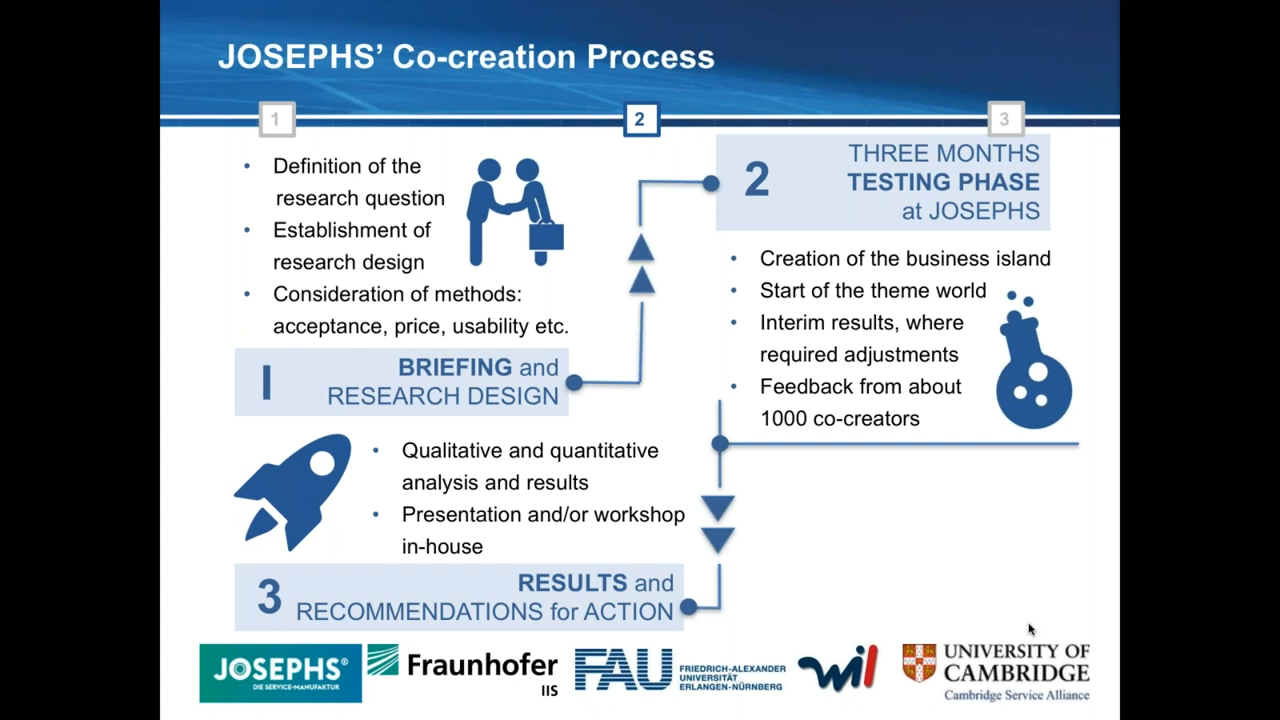 JOSEPHS’ Co-creation Process
1
2
3
• Definition of the
research question
• Establishment of
research design
• Consideration of methods:
acceptance, price, usability etc.
I
BRIEFING and
RESEARCH DESIGN
2
THREE MONTHS
TESTING PHASE
at JOSEPHS
• Creation of the business island
• Start of the theme world
• Interim results, where
required adjustments
• Feedback from about
1000 co-creators
• Qualitative and quantitative
analysis and results
• Presentation and/or workshop
in-house
3
RESULTS and
RECOMMENDATIONS for ACTION
JOSEPHS®
DIE SERVICE-MANUFAKTUR
Fraunhofer
IIS
FAU
FRIEDRICH-ALEXANDER
UNIVERSITÄT
ERLANGEN-NÜRNBERG
wil
UNIVERSITY OF
CAMBRIDGE
Cambridge Service Alliance